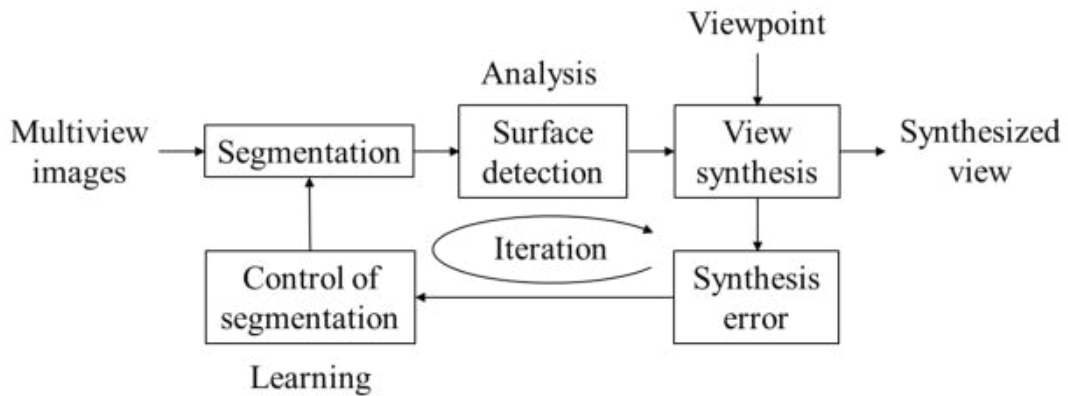 Viewpoint
Analysis
Multiview
images
Segmentation
Surface
detection
View
synthesis
Synthesized
view
Iteration
Control of
segmentation
Synthesis
error
Learning